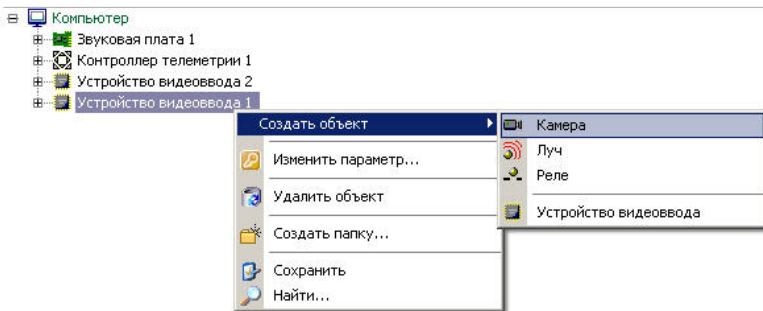 Компьютер
Звуковая плата 1
Контроллер телеметрии 1
Устройство видеоввода 2
Устройство видеоввода 1
Создать объект
Изменить параметр...
Удалить объект
Создать папку...
Сохранить
Найти...
Камера
Луч
Реле
Устройство видеоввода